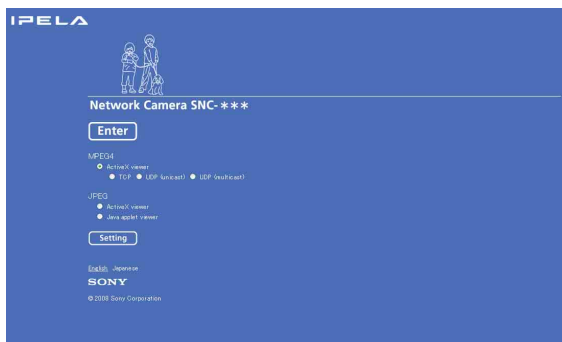 IPELA
Network Camera SNC-***
Enter
MPEG4
ActiveX viewer
TCP UDP (unicast) UDP (multicast)
JPEG
ActiveX viewer
Java applet viewer
Setting
English Japanese
SONY
© 2008 Sony Corporation